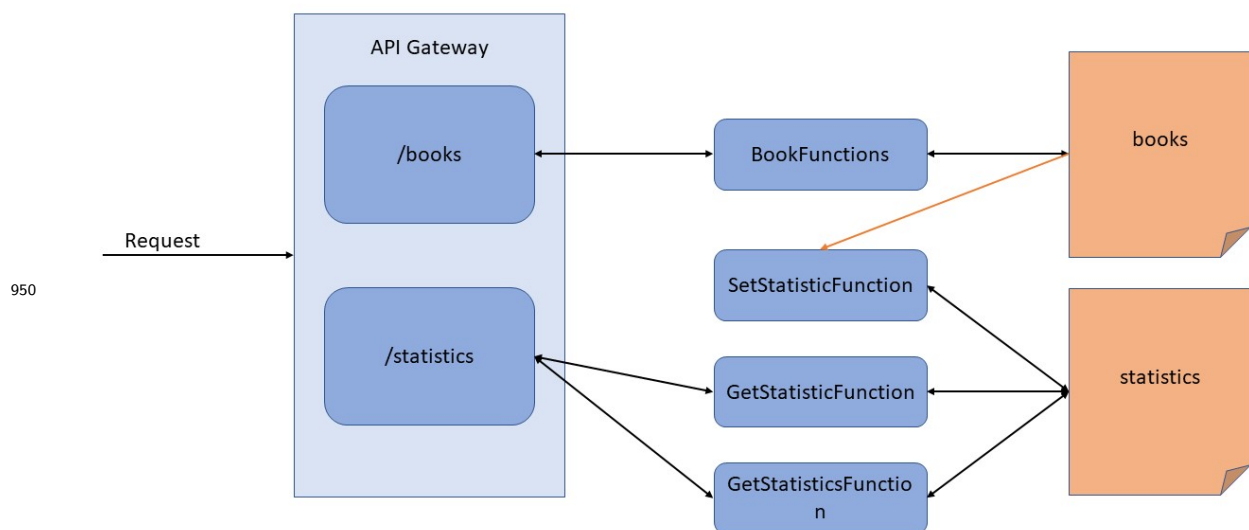 API Gateway
/books
BookFunctions
books
Request
950
SetStatisticFunction
/statistics
GetStatisticFunction
statistics
GetStatisticsFunctio
n